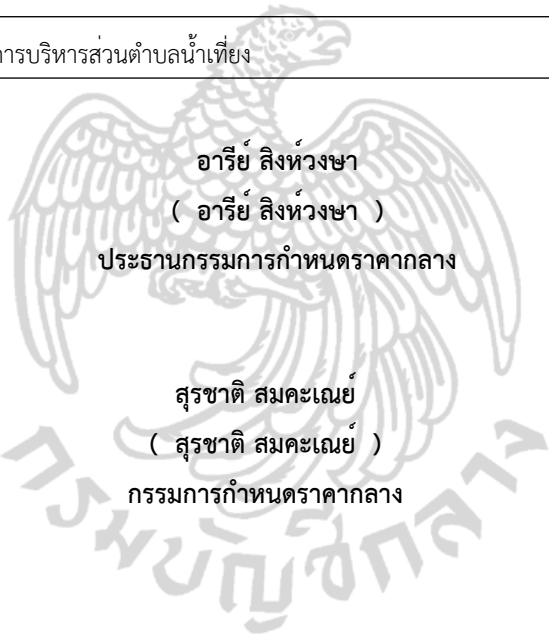 การบริหารส่วนตำบลน้ำเที่ยง
อารีย์ สิงห์วงษา
( อารีย์ สิงห์วงษา )
ประธานกรรมการกำหนดราคากลาง
สุรชาติ สมคะเณย์
( สุรชาติ สมคะเณย์ )
กรรมการกำหนดราคากลาง
กรมบัญชีกลาง